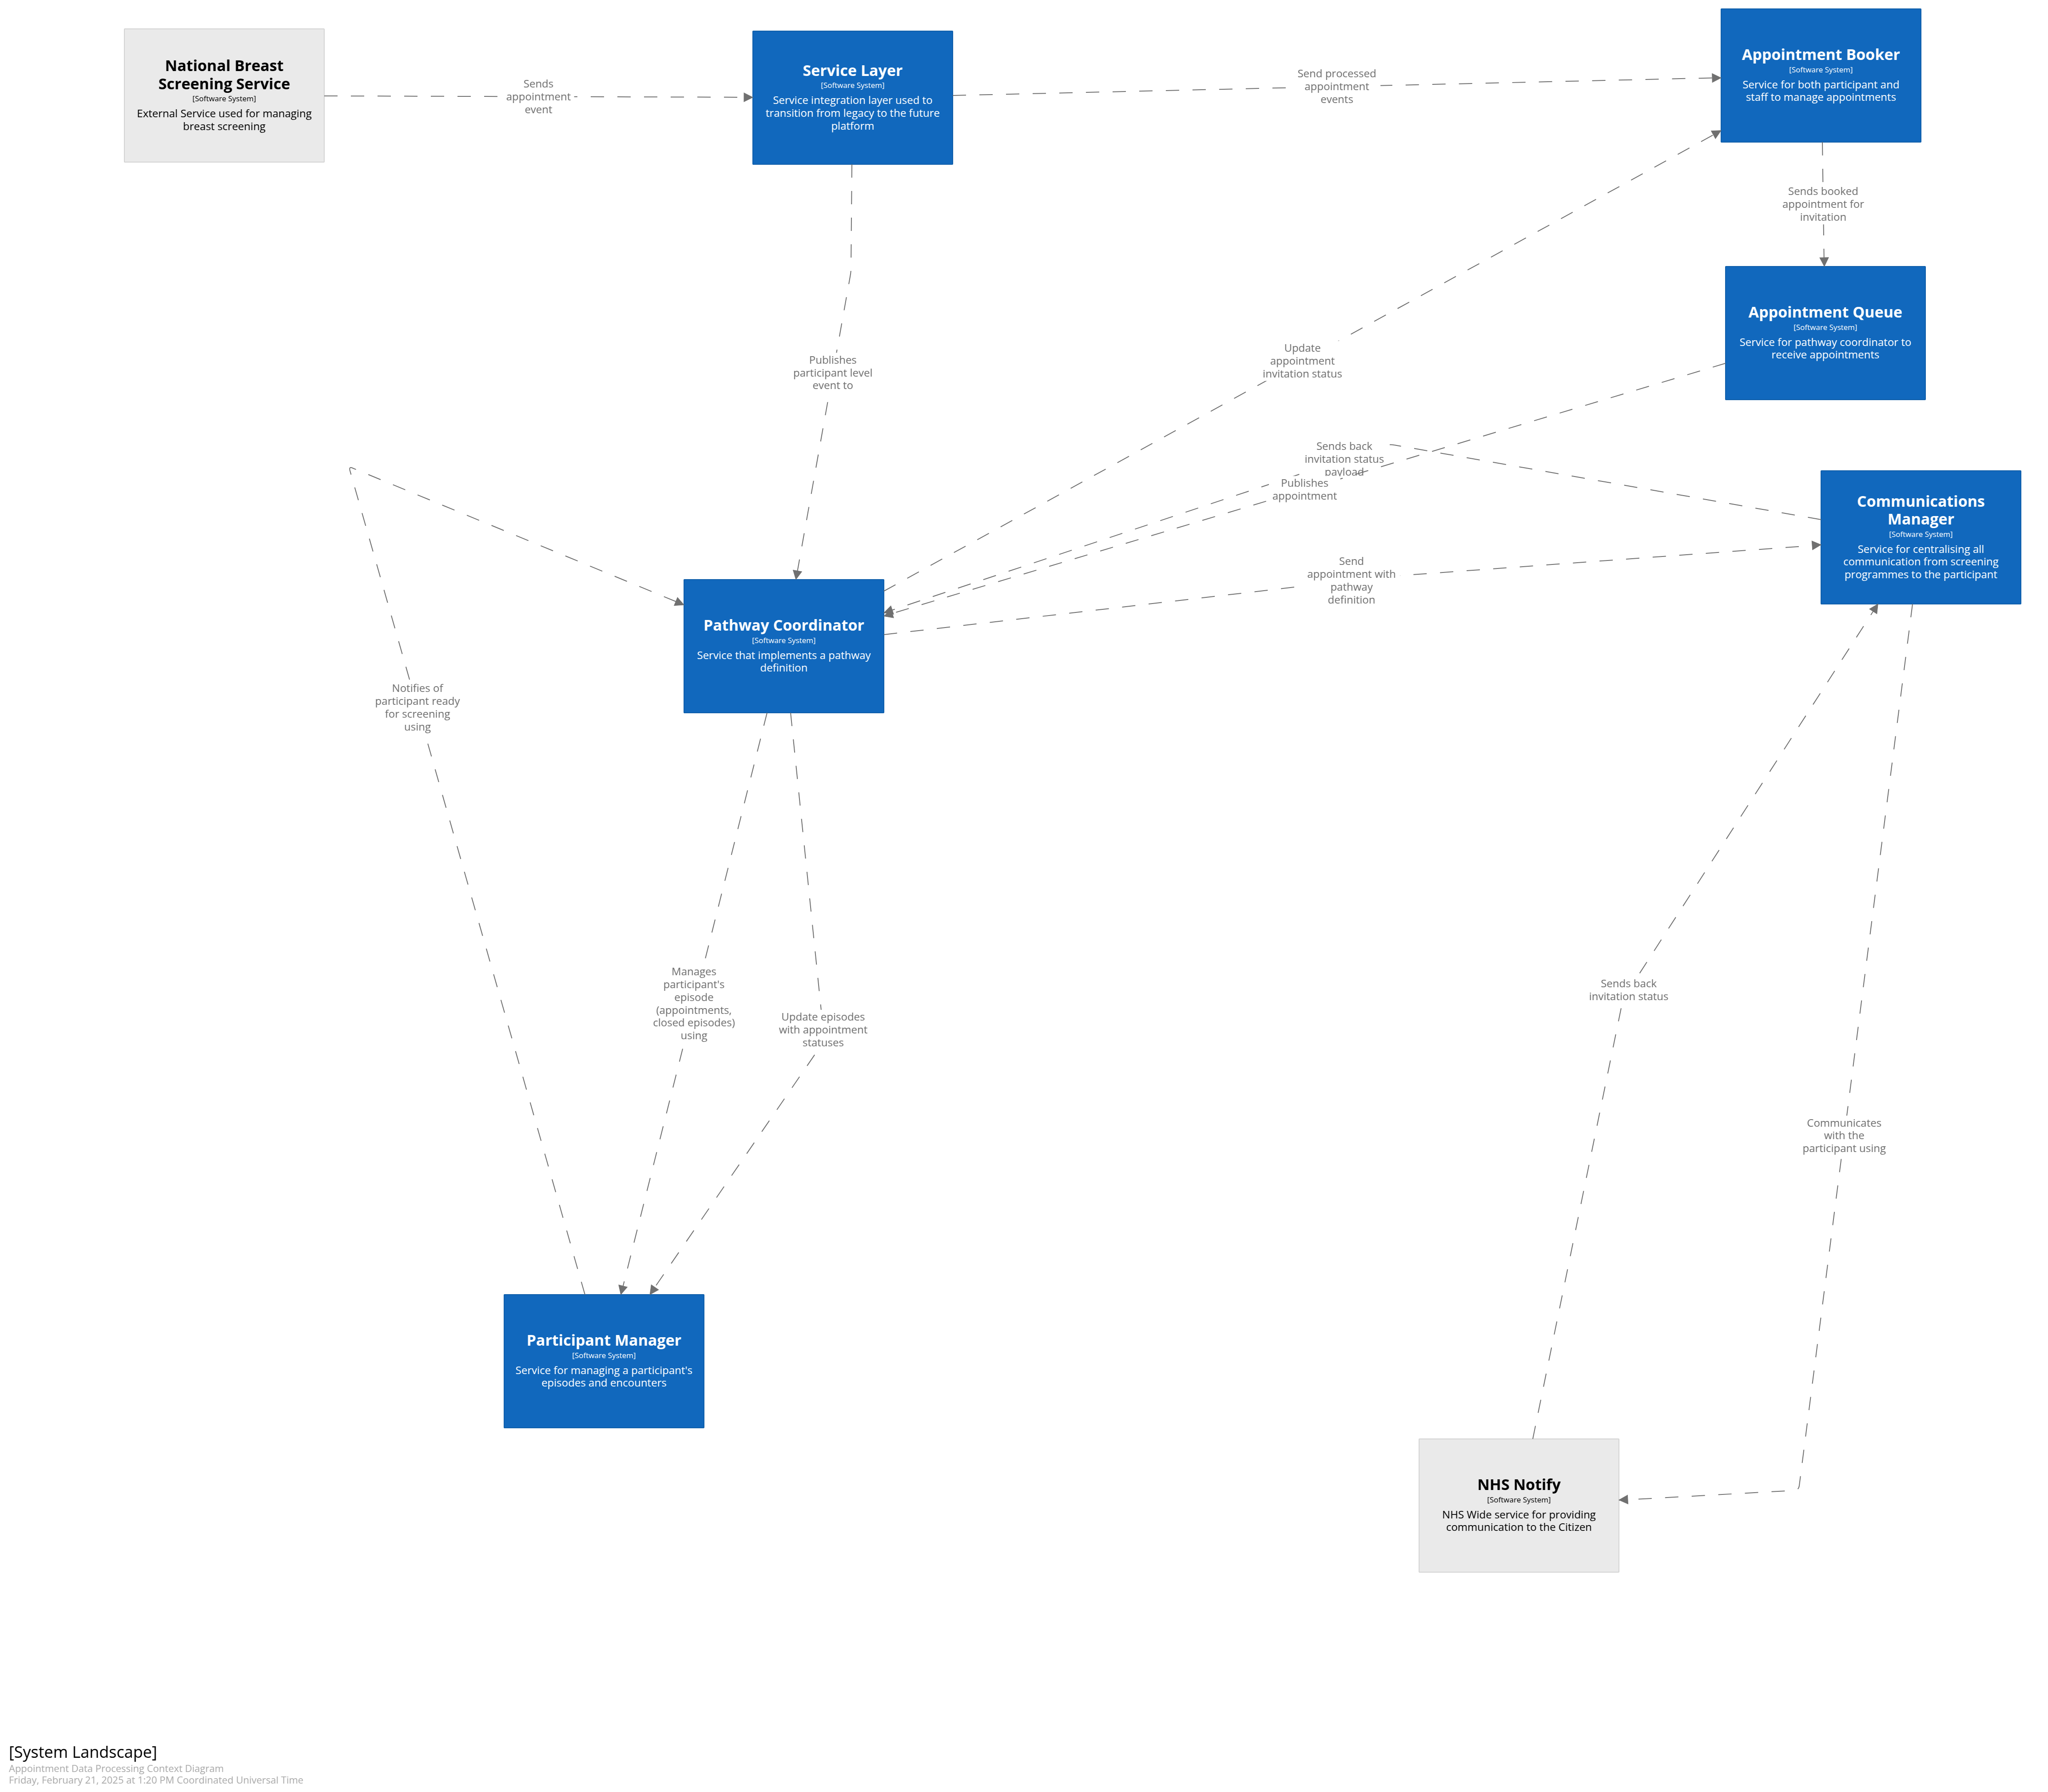 National Breast
Screening Service
[Software System]
External Service used for managing
breast screening
Sends
appointment
event
Service Layer
[Software System]
Service integration layer used to
transition from legacy to the future
platform
Send processed
appointment
events
Appointment Booker
[Software System]
Service for both participant and
staff to manage appointments
Sends booked
appointment for
invitation
Appointment Queue
[Software System]
Service for pathway coordinator to
receive appointments
Publishes
participant level
event to
Update
appointment
invitation status
Sends back
invitation status
payload
Publishes
appointment
Communications
Manager
[Software System]
Service for centralising all
communication from screening
programmes to the participant
Send
appointment with
pathway
definition
Pathway Coordinator
[Software System]
Service that implements a pathway
definition
Notifies of
participant ready
for screening
using
Manages
participant's
episode
(appointments,
closed episodes)
using
Update episodes
with appointment
statuses
Sends back
invitation status
Communicates
with the
participant using
Participant Manager
[Software System]
Service for managing a participant's
episodes and encounters
NHS Notify
[Software System]
NHS Wide service for providing
communication to the Citizen
[System Landscape]
Appointment Data Processing Context Diagram
Friday, February 21, 2025 at 1:20 PM Coordinated Universal Time